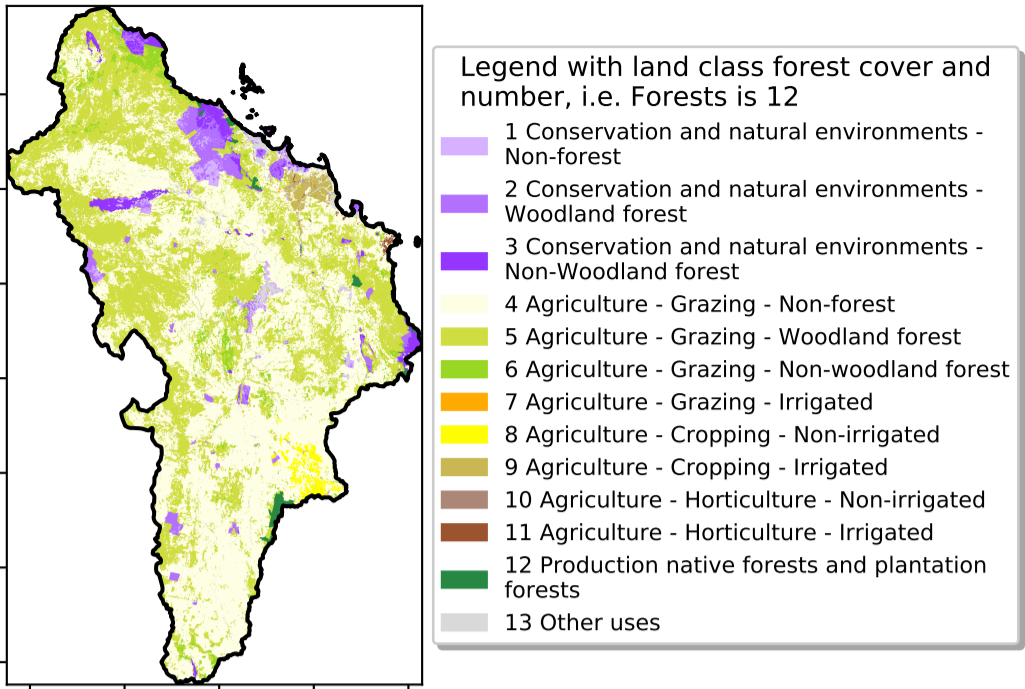 Legend with land class forest cover and
number, i.e. Forests is 12
1 Conservation and natural environments -
Non-forest
2 Conservation and natural environments -
Woodland forest
3 Conservation and natural environments -
Non-Woodland forest
4 Agriculture - Grazing - Non-forest
5 Agriculture - Grazing - Woodland forest
6 Agriculture - Grazing - Non-woodland forest
7 Agriculture - Grazing - Irrigated
8 Agriculture - Cropping - Non-irrigated
9 Agriculture - Cropping - Irrigated
10 Agriculture - Horticulture - Non-irrigated
11 Agriculture - Horticulture - Irrigated
12 Production native forests and plantation
forests
13 Other uses